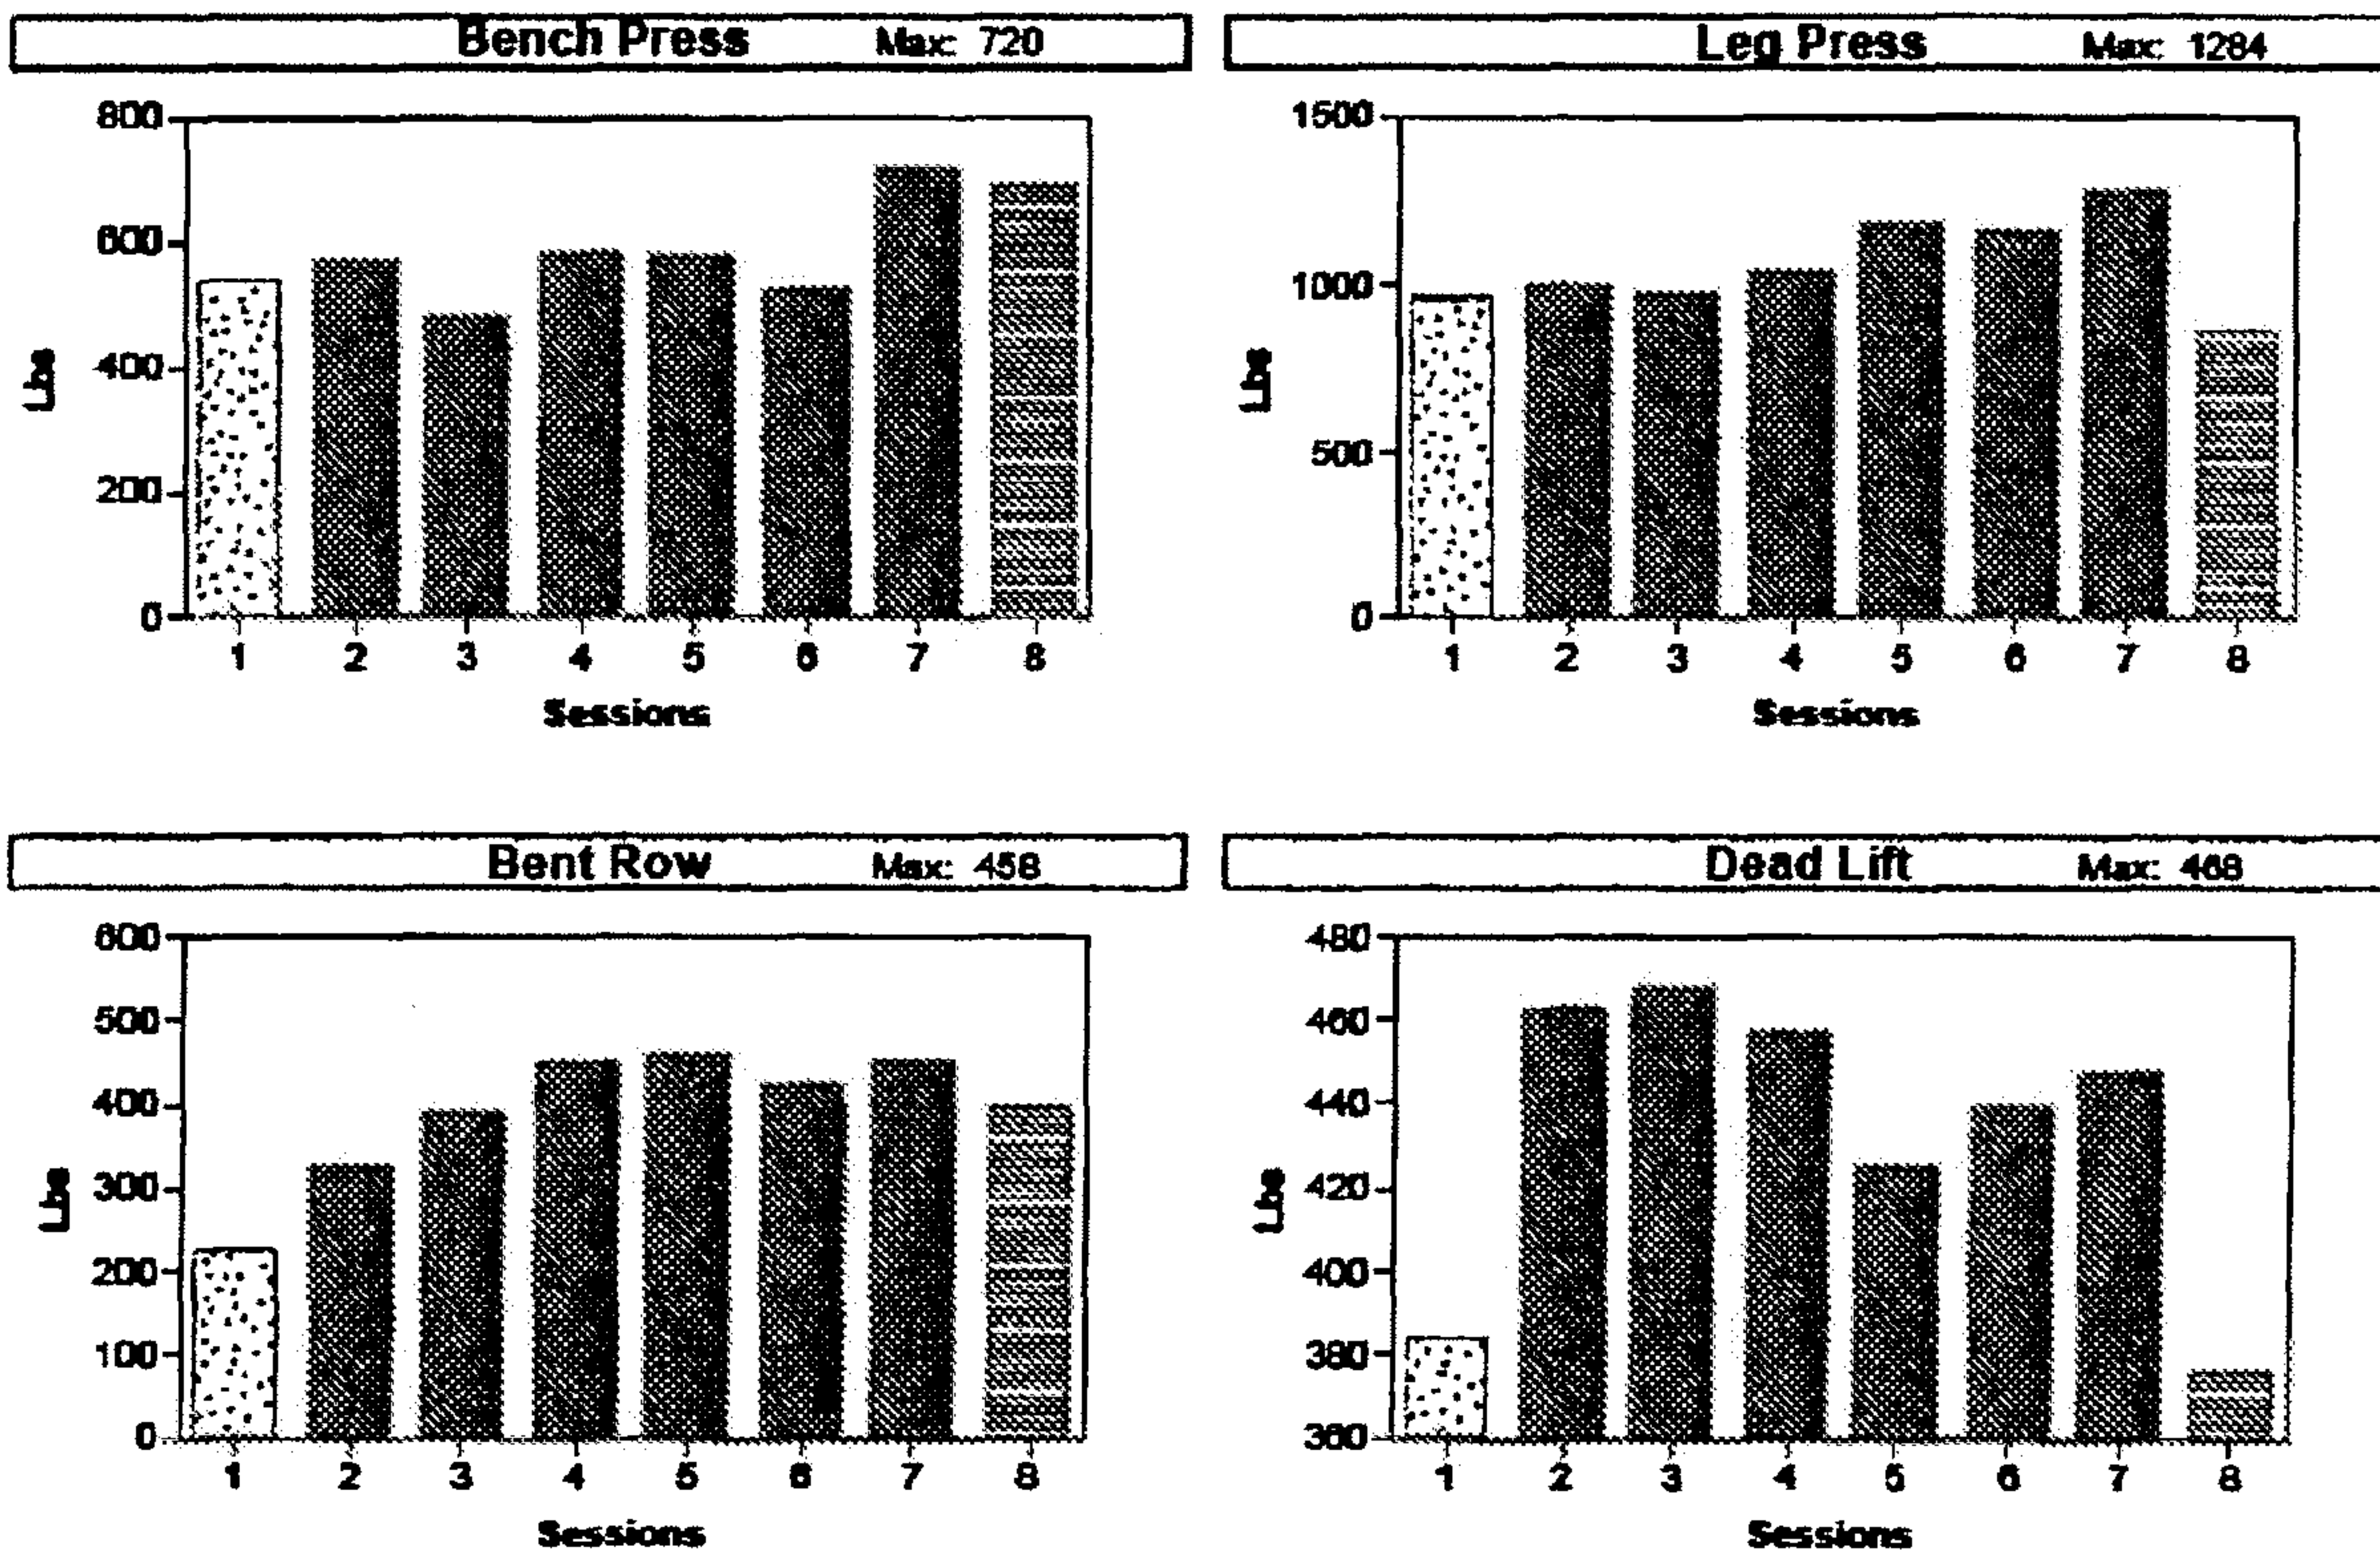 Bench Press Max: 720
800
600
400
200
0
Lbs
1 2 3 4 5 6 7 8
Sessions
Leg Press Max: 1284
1500
1000
500
0
Lbs
1 2 3 4 5 6 7 8
Sessions
Bent Row Max: 458
600
500
400
300
200
100
0
Lbs
1 2 3 4 5 6 7 8
Sessions
Dead Lift Max: 468
480
460
440
420
400
380
360
Lbs
1 2 3 4 5 6 7 8
Sessions